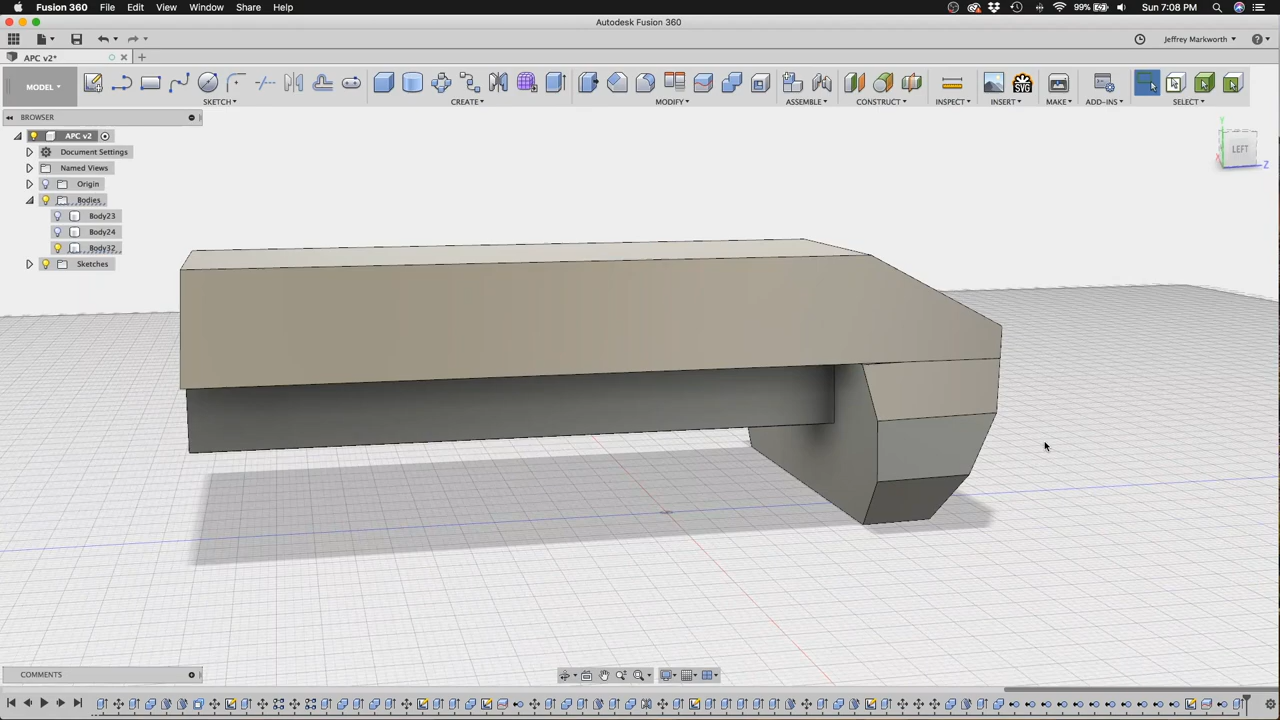 Fusion 360 File Edit View Window Share Help 99% Sun 7:08 PM
Autodesk Fusion 360
Jeffrey Markworth
APC v2*
MODEL SKETCH CREATE MODIFY ASSEMBLE CONSTRUCT INSPECT INSERT MAKE ADD-INS SELECT
SVG
BROWSER
APC v2
LEFT
Z
Document Settings
Named Views
Origin
Bodies
Body23
Body24
Body32
Sketches
COMMENTS